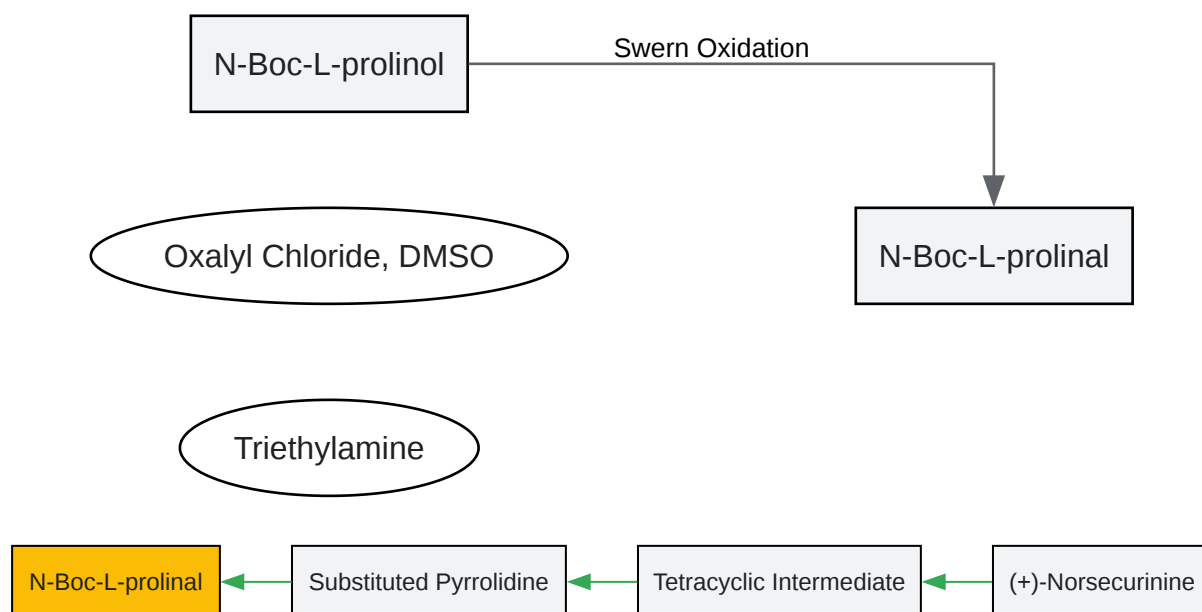 N-Boc-L-prolinol
Swern Oxidation
Oxalyl Chloride, DMSO
N-Boc-L-prolinal
Triethylamine
N-Boc-L-prolinal
Substituted Pyrrolidine
Tetracyclic Intermediate
(+)-Norsecurinine